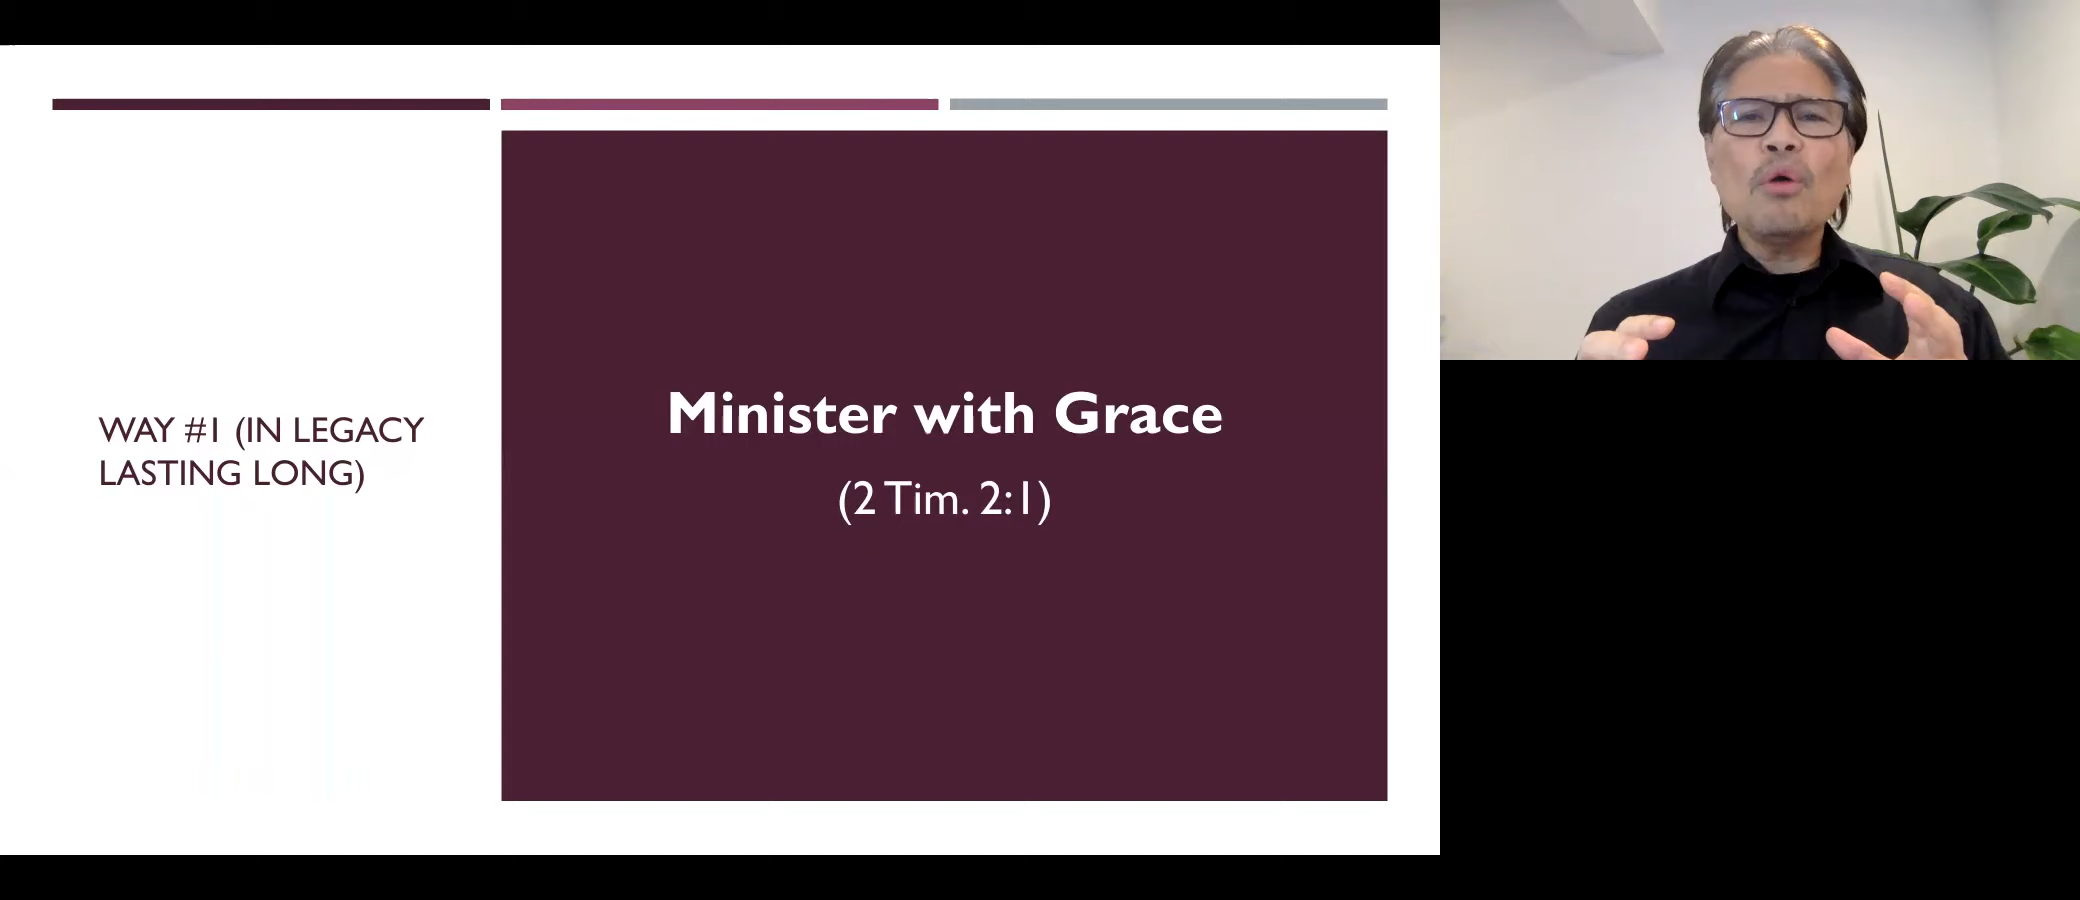 WAY #1 (IN LEGACY
LASTING LONG)
Minister with Grace
(2 Tim. 2:1)